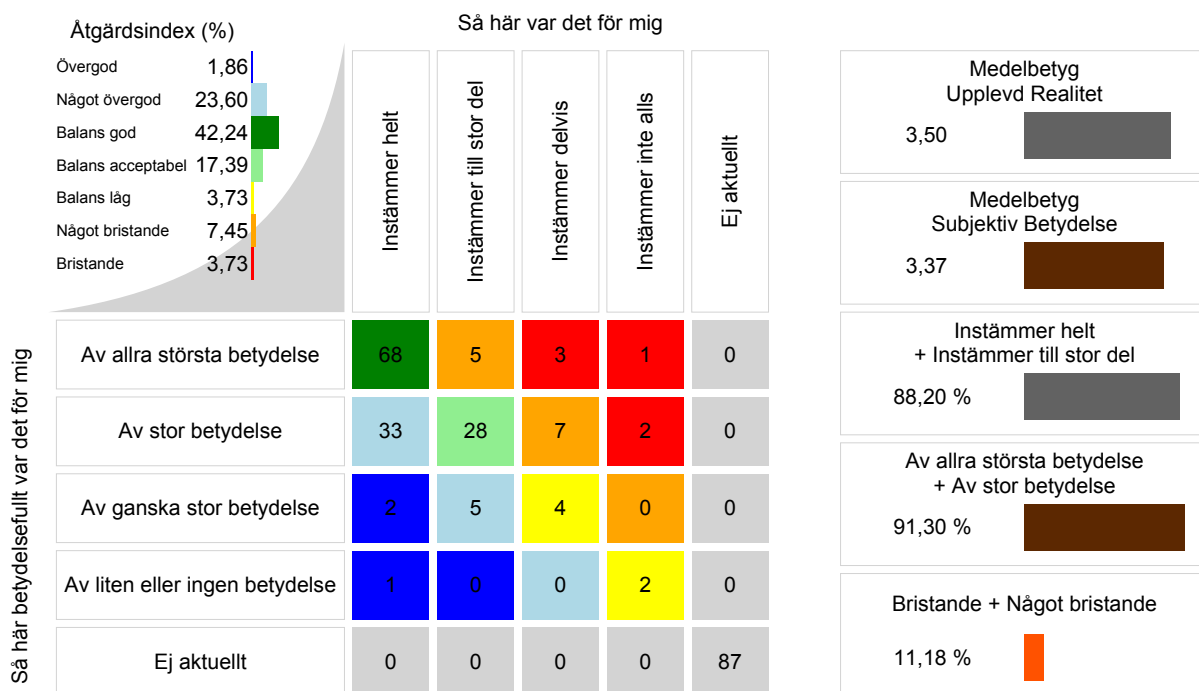 Åtgärdsindex (%)
Övergod 1,86
Något övergod 23,60
Balans god 42,24
Balans acceptabel 17,39
Balans låg 3,73
Något bristande 7,45
Bristande 3,73
Så här var det för mig
Instämmer helt
Instämmer till stor del
Instämmer delvis
Instämmer inte alls
Ej aktuellt
Så här betydelsefullt var det för mig
Av allra största betydelse 68 5 3 1 0
Av stor betydelse 33 28 7 2 0
Av ganska stor betydelse 2 5 4 0 0
Av liten eller ingen betydelse 1 0 0 2 0
Ej aktuellt 0 0 0 0 87
Medelbetyg
Upplevd Realitet
3,50
Medelbetyg
Subjektiv Betydelse
3,37
Instämmer helt
+ Instämmer till stor del
88,20 %
Av allra största betydelse
+ Av stor betydelse
91,30 %
Bristande + Något bristande
11,18 %